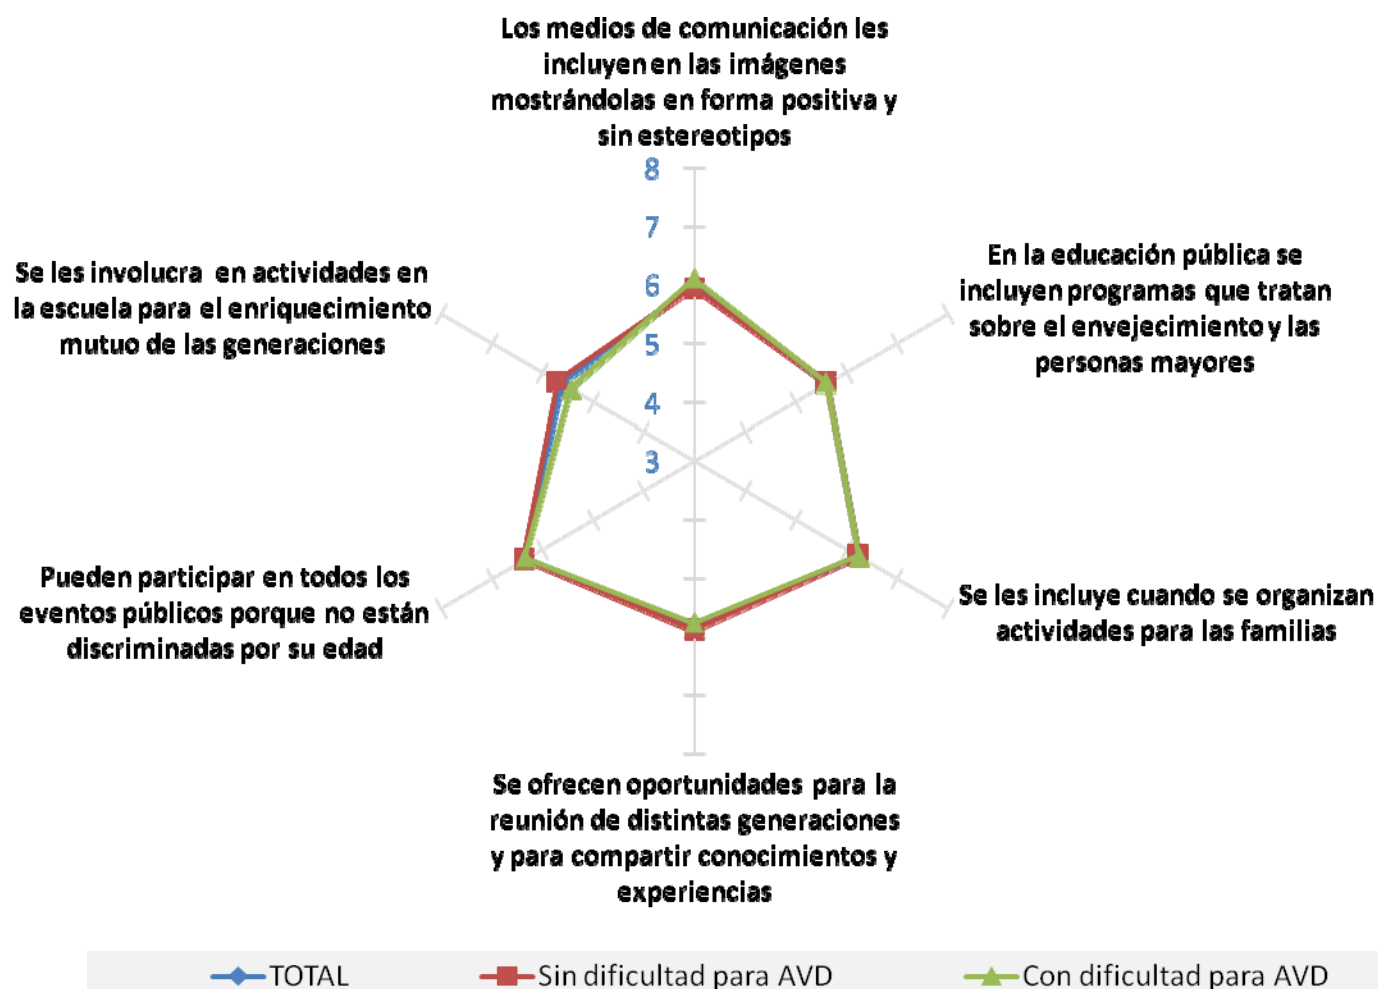 Los medios de comunicación les
incluyen en las imágenes
mostrándolas en forma positiva y
sin estereotipos
8
7
6
5
4
3
En la educación pública se
incluyen programas que tratan
sobre el envejecimiento y las
personas mayores
Se les incluye cuando se organizan
actividades para las familias
Se ofrecen oportunidades para la
reunión de distintas generaciones
y para compartir conocimientos y
experiencias
Pueden participar en todos los
eventos públicos porque no están
discriminadas por su edad
Se les involucra en actividades en
la escuela para el enriquecimiento
mutuo de las generaciones
TOTAL Sin dificultad para AVD Con dificultad para AVD